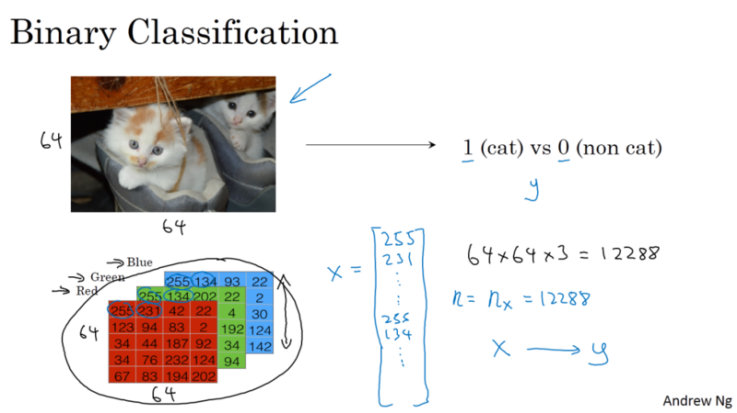 Binary Classification
64
64
1 (cat) vs 0 (non cat)
y
Blue
Green
Red
255 134 93 22
255 134 202 22 2
255 231 42 22 4 30
123 94 83 2 192 124
34 44 187 92 34 142
34 76 232 124 94
67 83 194 202
64
64
x = [255
231
⋮
⋮
255
134
⋮
]
64×64×3 = 12288
n = nₓ = 12288
x → y
Andrew Ng